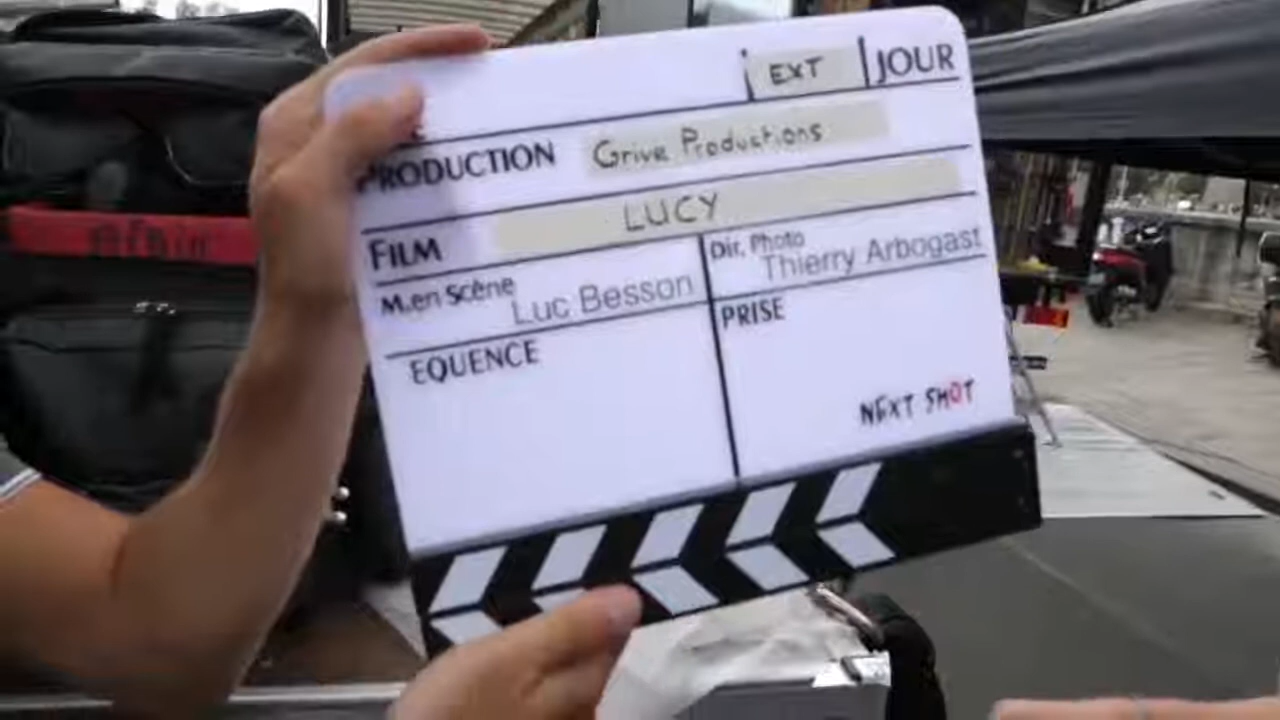 EXT JOUR
PRODUCTION Grive Productions
FILM LUCY
M.en Scène Luc Besson
Dir. Photo Thierry Arbogast
EQUENCE
PRISE
NEXT SHOT